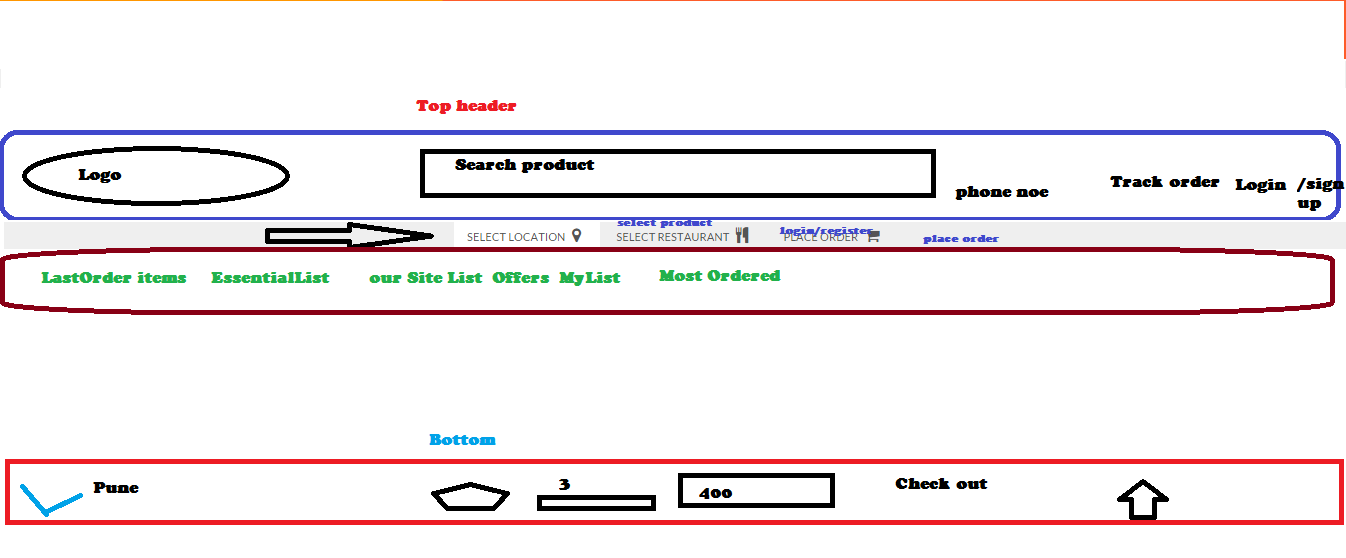 Top header
Logo
Search product
phone noe
Track order
Login /sign
up
select product
login/register
place order
SELECT LOCATION
SELECT RESTAURANT
PLACE ORDER
LastOrder items
EssentialList
our Site List
Offers
MyList
Most Ordered
Bottom
Pune
3
400
Check out